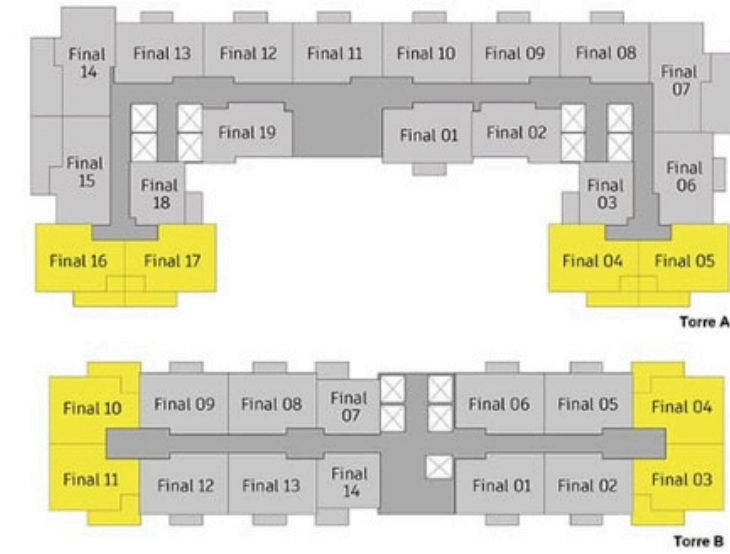 Final 14
Final 13
Final 12
Final 11
Final 10
Final 09
Final 08
Final 07
Final 19
Final 01
Final 02
Final 15
Final 18
Final 03
Final 06
Final 16
Final 17
Final 04
Final 05
Torre A
Final 10
Final 09
Final 08
Final 07
Final 06
Final 05
Final 04
Final 11
Final 12
Final 13
Final 14
Final 01
Final 02
Final 03
Torre B